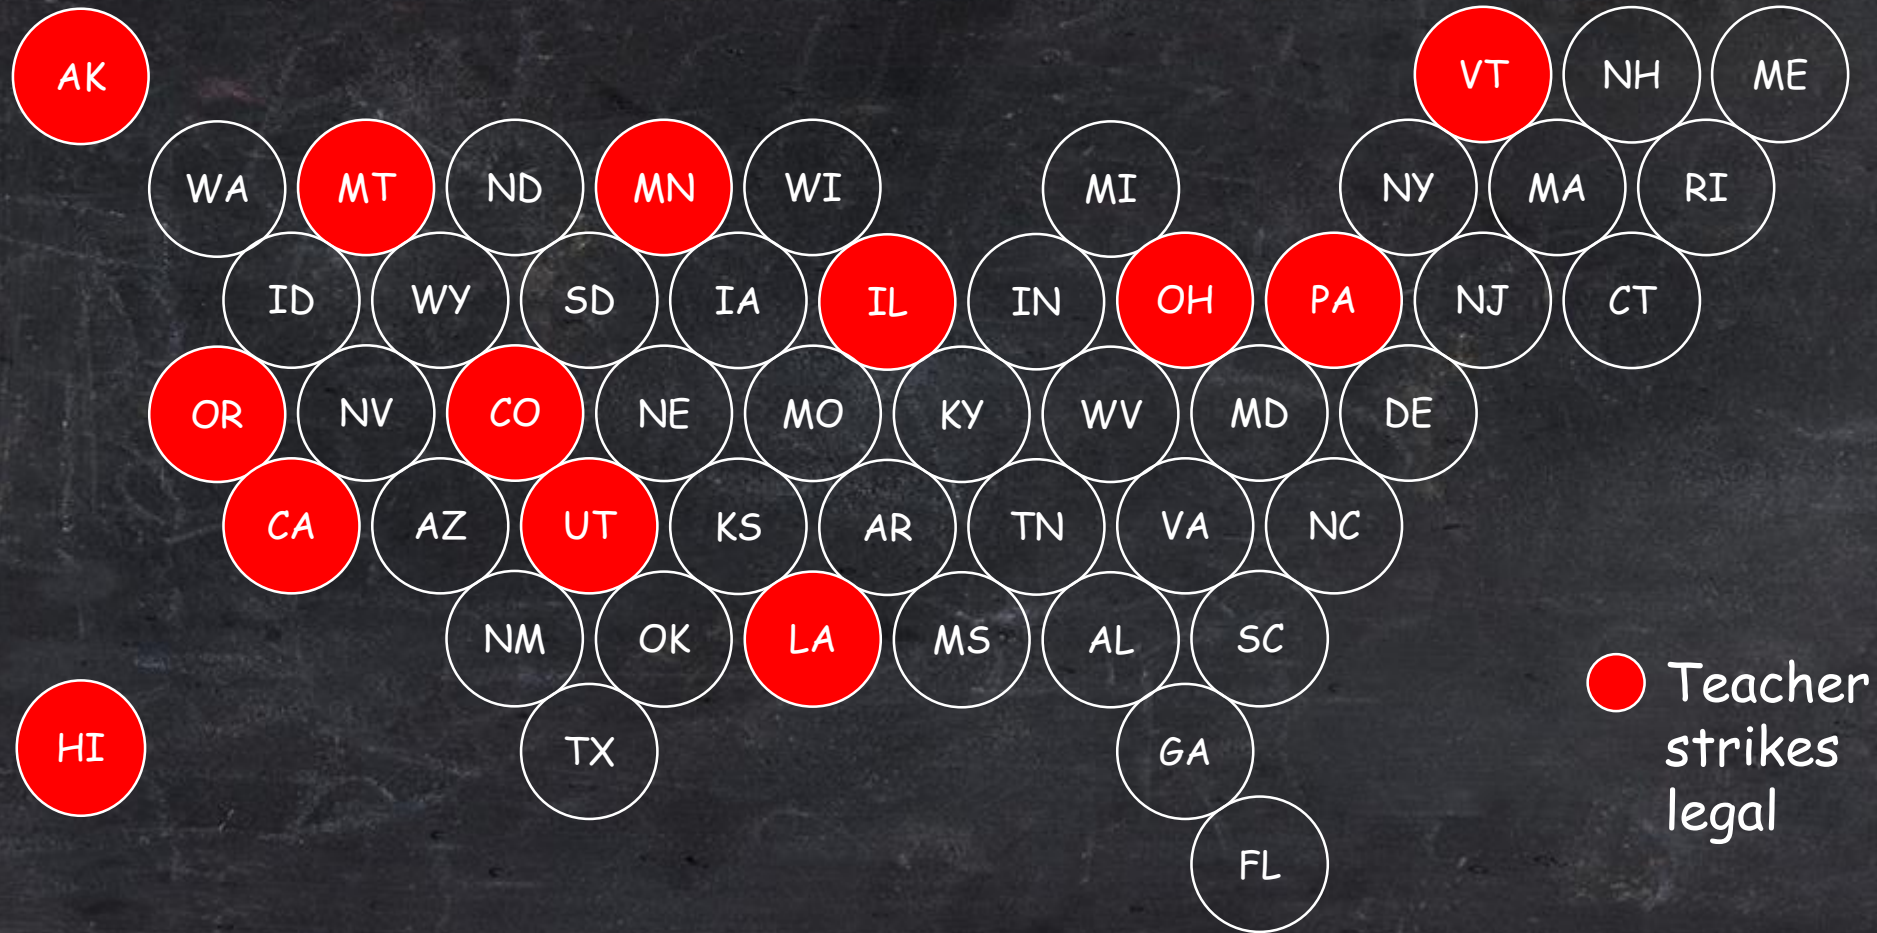 AK
VT NH ME
WA MT ND MN WI MI NY MA RI
ID WY SD IA IL IN OH PA NJ CT
OR NV CO NE MO KY WV MD DE
CA AZ UT KS AR TN VA NC
NM OK LA MS AL SC
HI
TX GA
FL
Teacher
strikes
legal